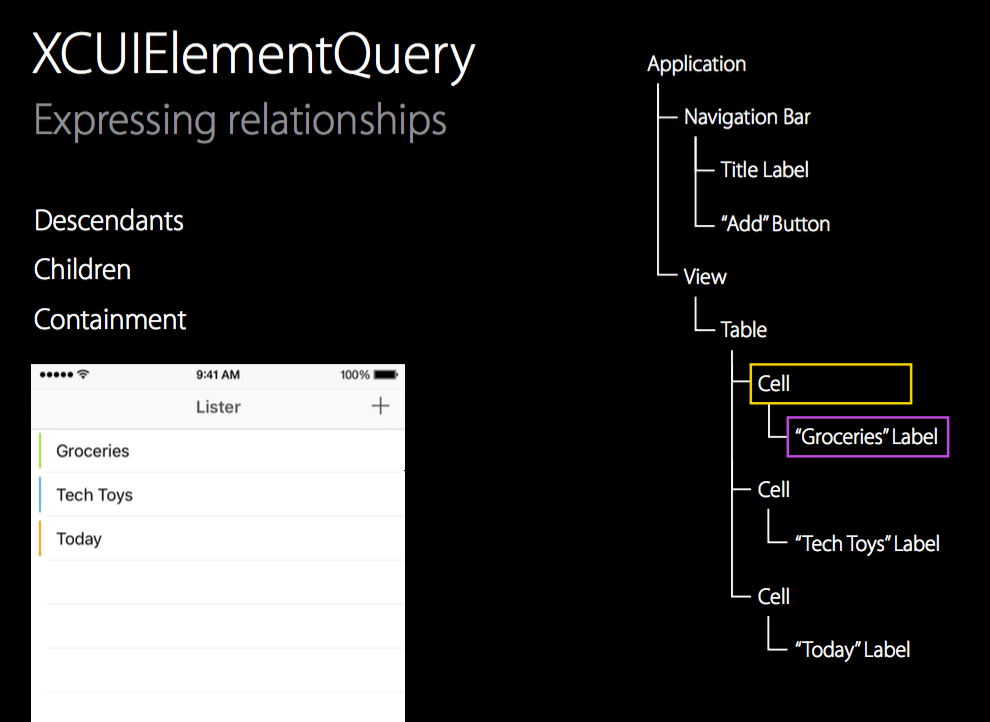 XCUIElementQuery
Expressing relationships
Descendants
Children
Containment
9:41 AM
100%
Lister
Groceries
Tech Toys
Today
Application
Navigation Bar
Title Label
“Add” Button
View
Table
Cell
“Groceries” Label
Cell
“Tech Toys” Label
Cell
“Today” Label